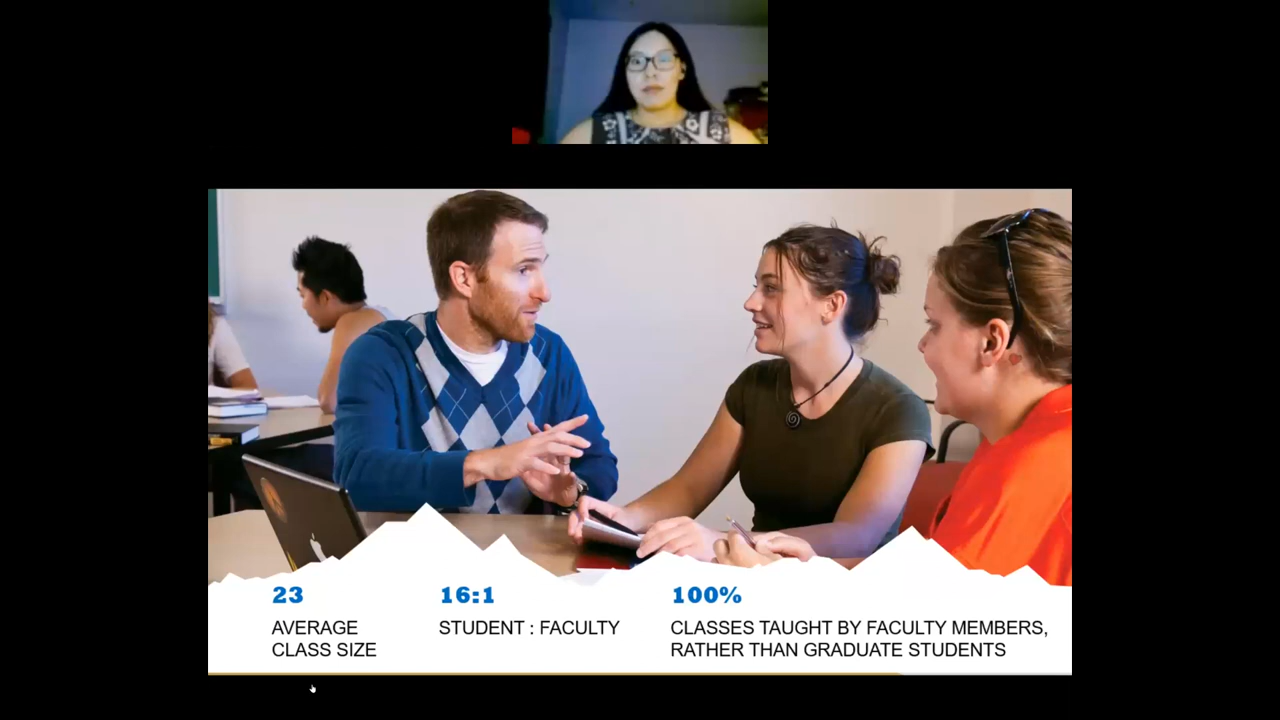 23
AVERAGE
CLASS SIZE
16:1
STUDENT : FACULTY
100%
CLASSES TAUGHT BY FACULTY MEMBERS,
RATHER THAN GRADUATE STUDENTS